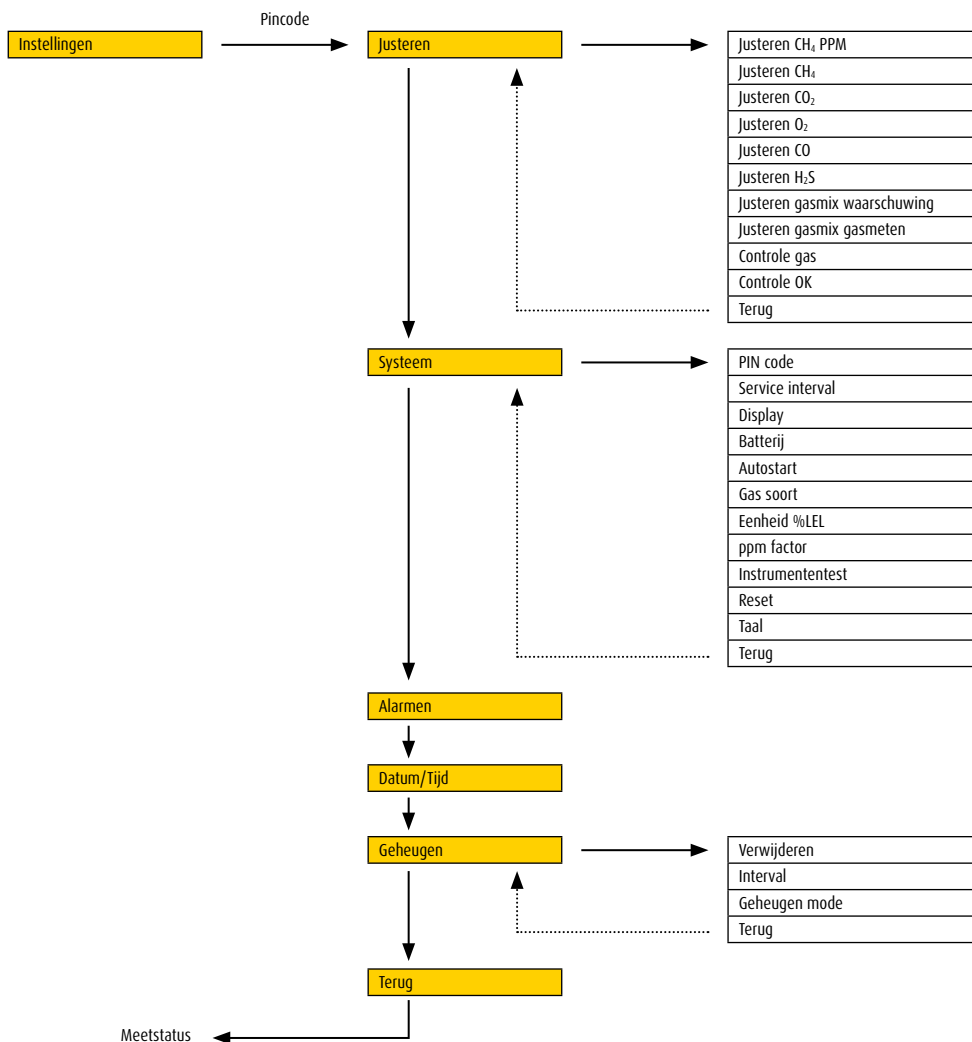 Pincode
Instellingen
Justeren
Justeren CH₄ PPM
Justeren CH₄
Justeren CO₂
Justeren O₂
Justeren CO
Justeren H₂S
Justeren gasmix waarschuwing
Justeren gasmix gasmeten
Controle gas
Controle OK
Terug
Systeem
PIN code
Service interval
Display
Batterij
Autostart
Gas soort
Eenheid %LEL
ppm factor
Instrumententest
Reset
Taal
Terug
Alarmen
Datum/Tijd
Geheugen
Verwijderen
Interval
Geheugen mode
Terug
Terug
Meetstatus